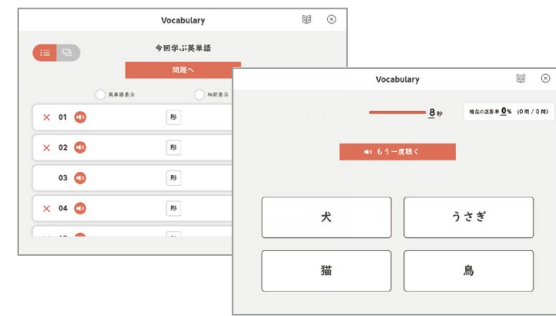 Vocabulary
今回学ぶ英単語
問題へ
英単語表示
和訳表示
01
形
02
形
03
形
04
形
Vocabulary
8秒
現在の正答率 0% (0問 / 0問)
もう一度聴く
犬
うさぎ
猫
鳥